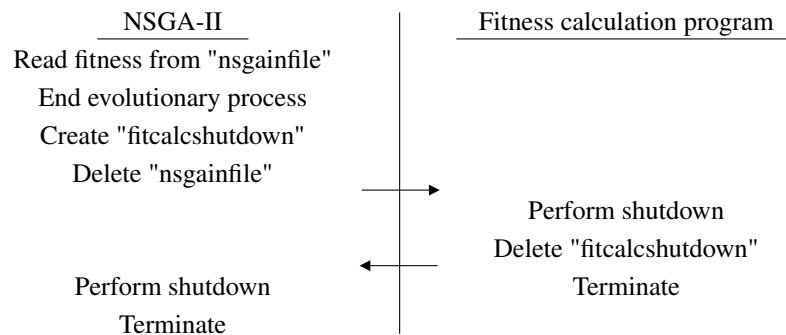 NSGA-II
Fitness calculation program
Read fitness from "nsgainfile"
End evolutionary process
Create "fitcalcshutdown"
Delete "nsgainfile"
Perform shutdown
Delete "fitcalcshutdown"
Terminate
Perform shutdown
Terminate